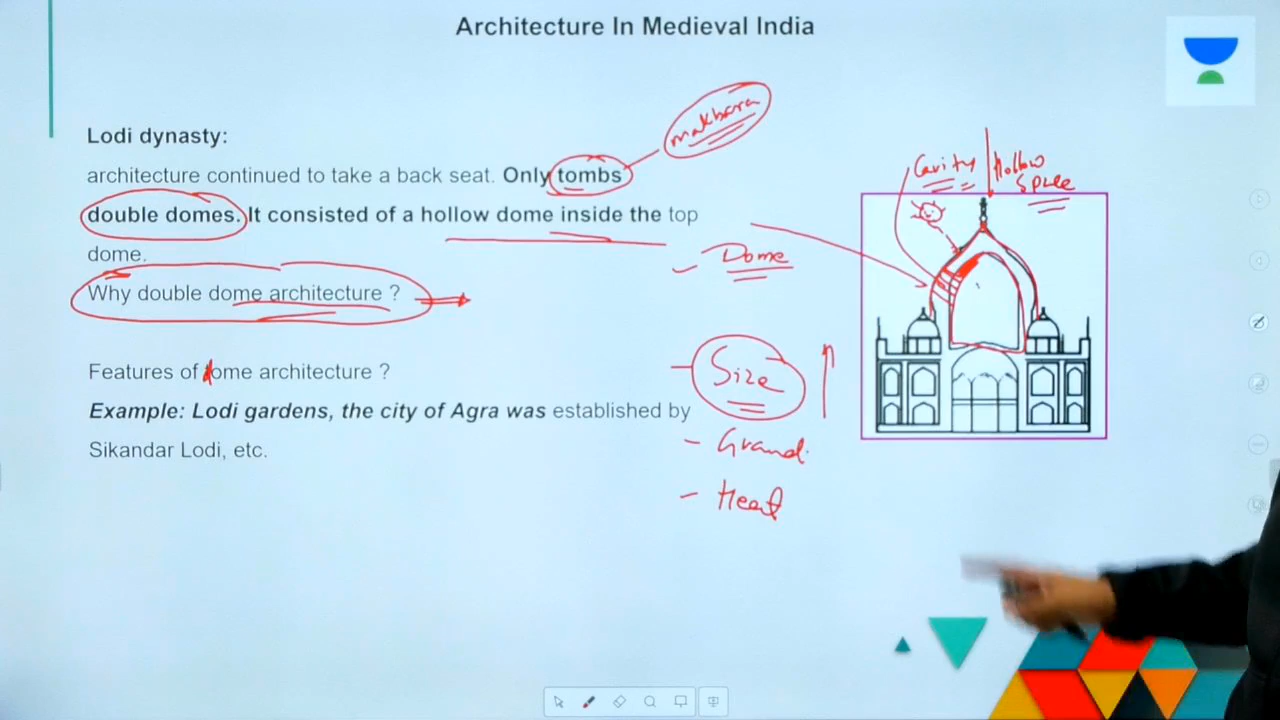 Architecture In Medieval India
makbara
Lodi dynasty:
architecture continued to take a back seat. Only tombs
double domes. It consisted of a hollow dome inside the top
dome.
Why double dome architecture ?
Features of tome architecture ?
Example: Lodi gardens, the city of Agra was established by
Sikandar Lodi, etc.
- Dome
- Size
- Grand.
- Heat
Cavity
Hollow
Space